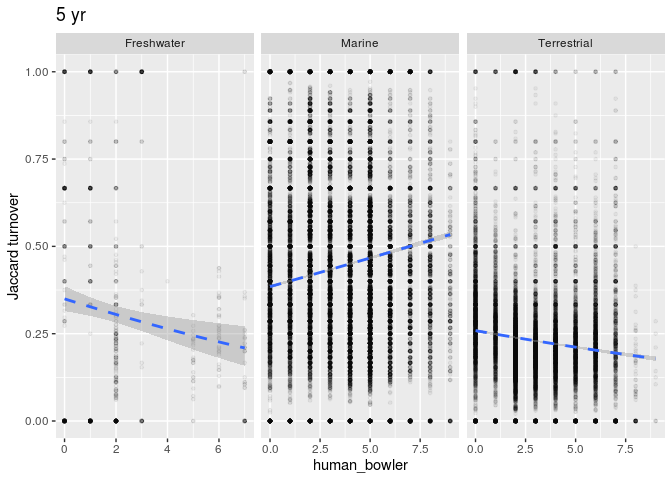 5 yr
Freshwater Marine Terrestrial
Jaccard turnover
1.00
0.75
0.50
0.25
0.00
0 2 4 6 0.0 2.5 5.0 7.5 0.0 2.5 5.0 7.5
human_bowler